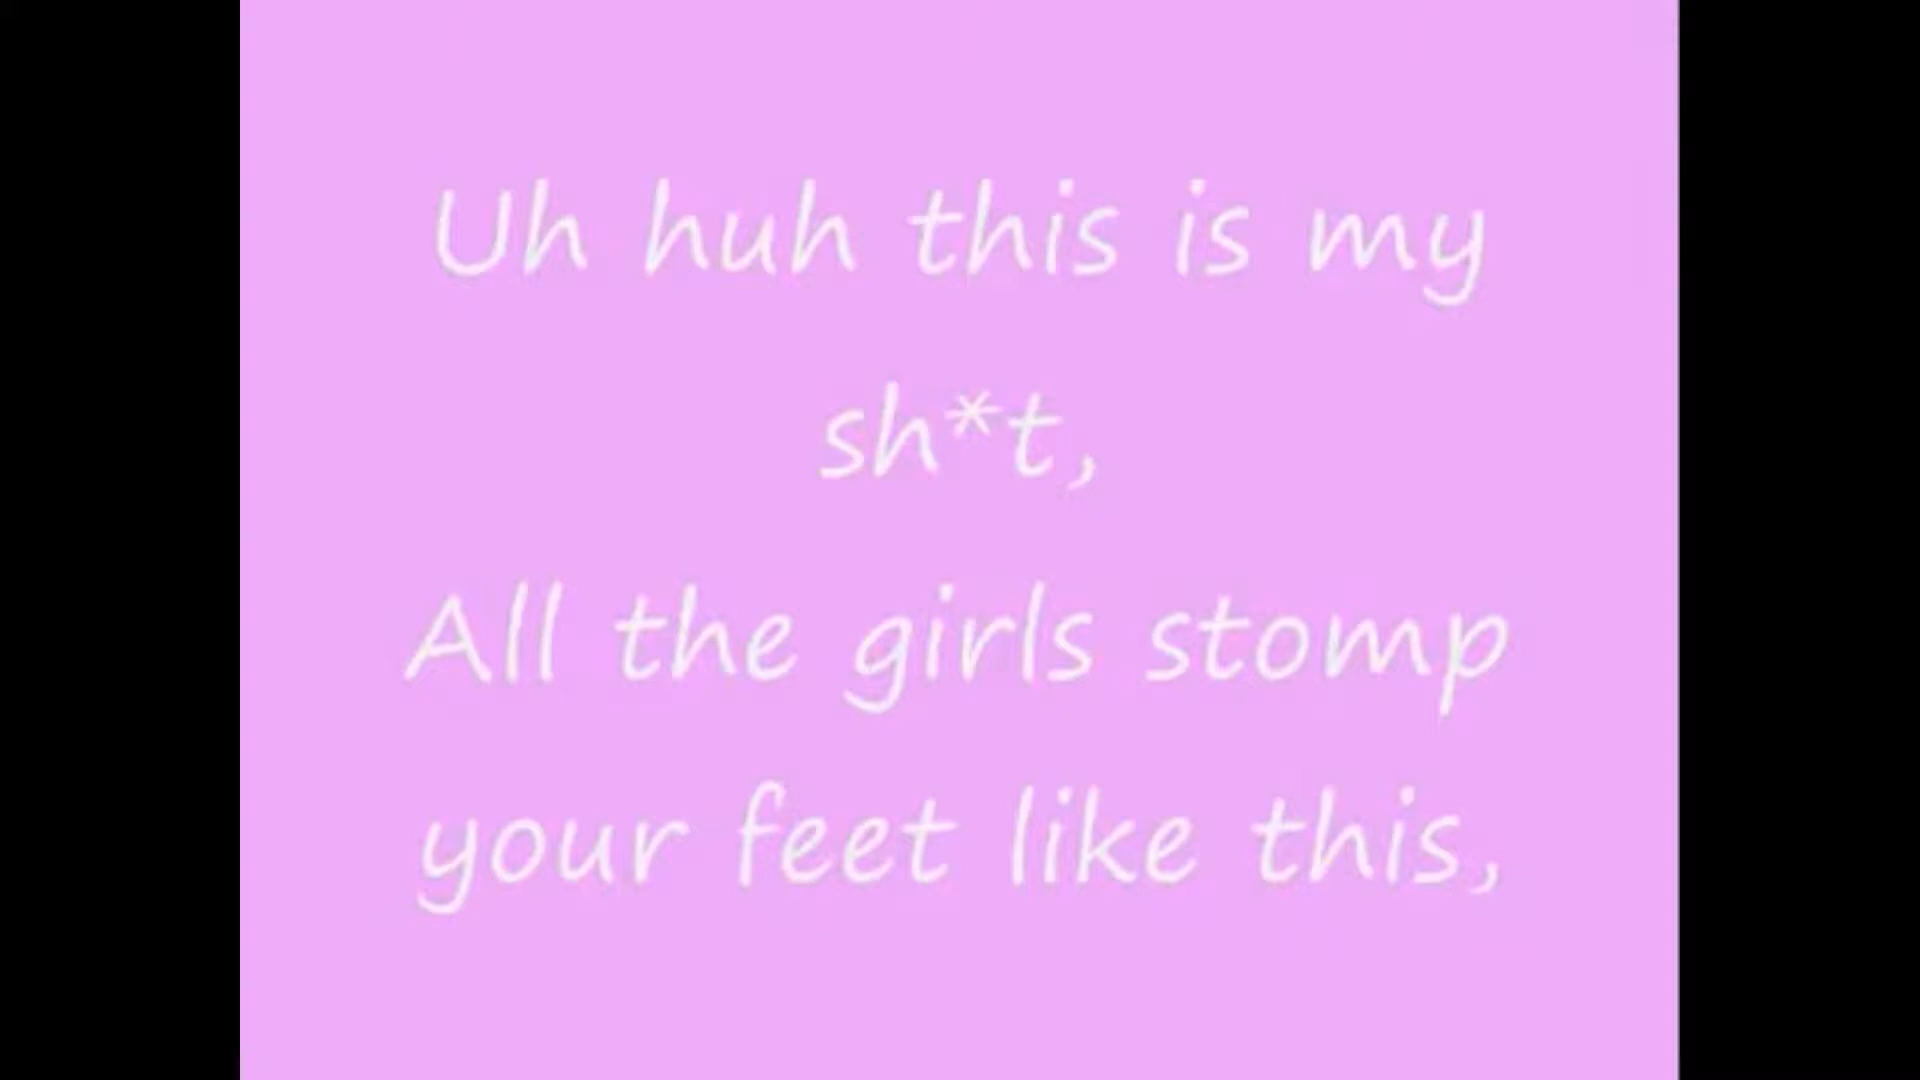 Uh huh this is my
sh*t,
All the girls stomp
your feet like this,